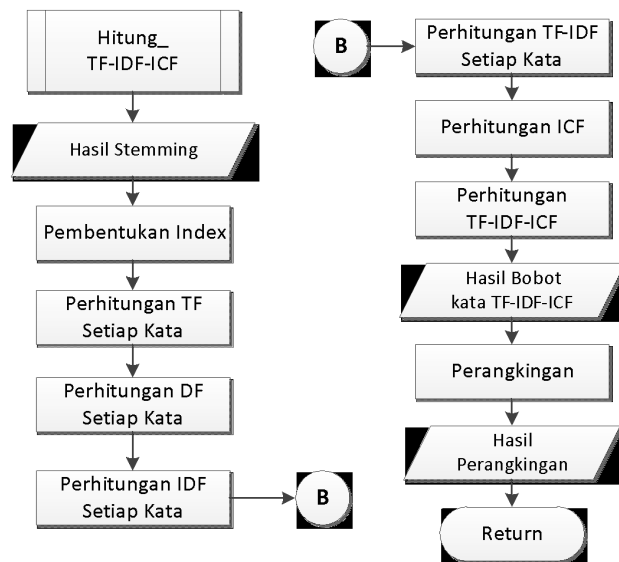 Hitung_
TF-IDF-ICF
Hasil Stemming
Pembentukan Index
Perhitungan TF
Setiap Kata
Perhitungan DF
Setiap Kata
Perhitungan IDF
Setiap Kata
B
B
Perhitungan TF-IDF
Setiap Kata
Perhitungan ICF
Perhitungan
TF-IDF-ICF
Hasil Bobot
kata TF-IDF-ICF
Perangkingan
Hasil
Perangkingan
Return